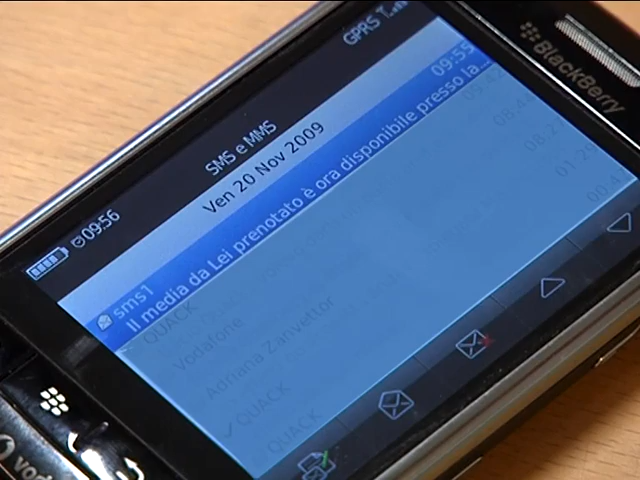 GPRS
BlackBerry
09:56
SMS e MMS
Ven 20 Nov 2009
sms1 09:55
Il media da Lei prenotato è ora disponibile presso la...
QUACK
vodafone
Adriana Zanvettor
QUACK
QUACK